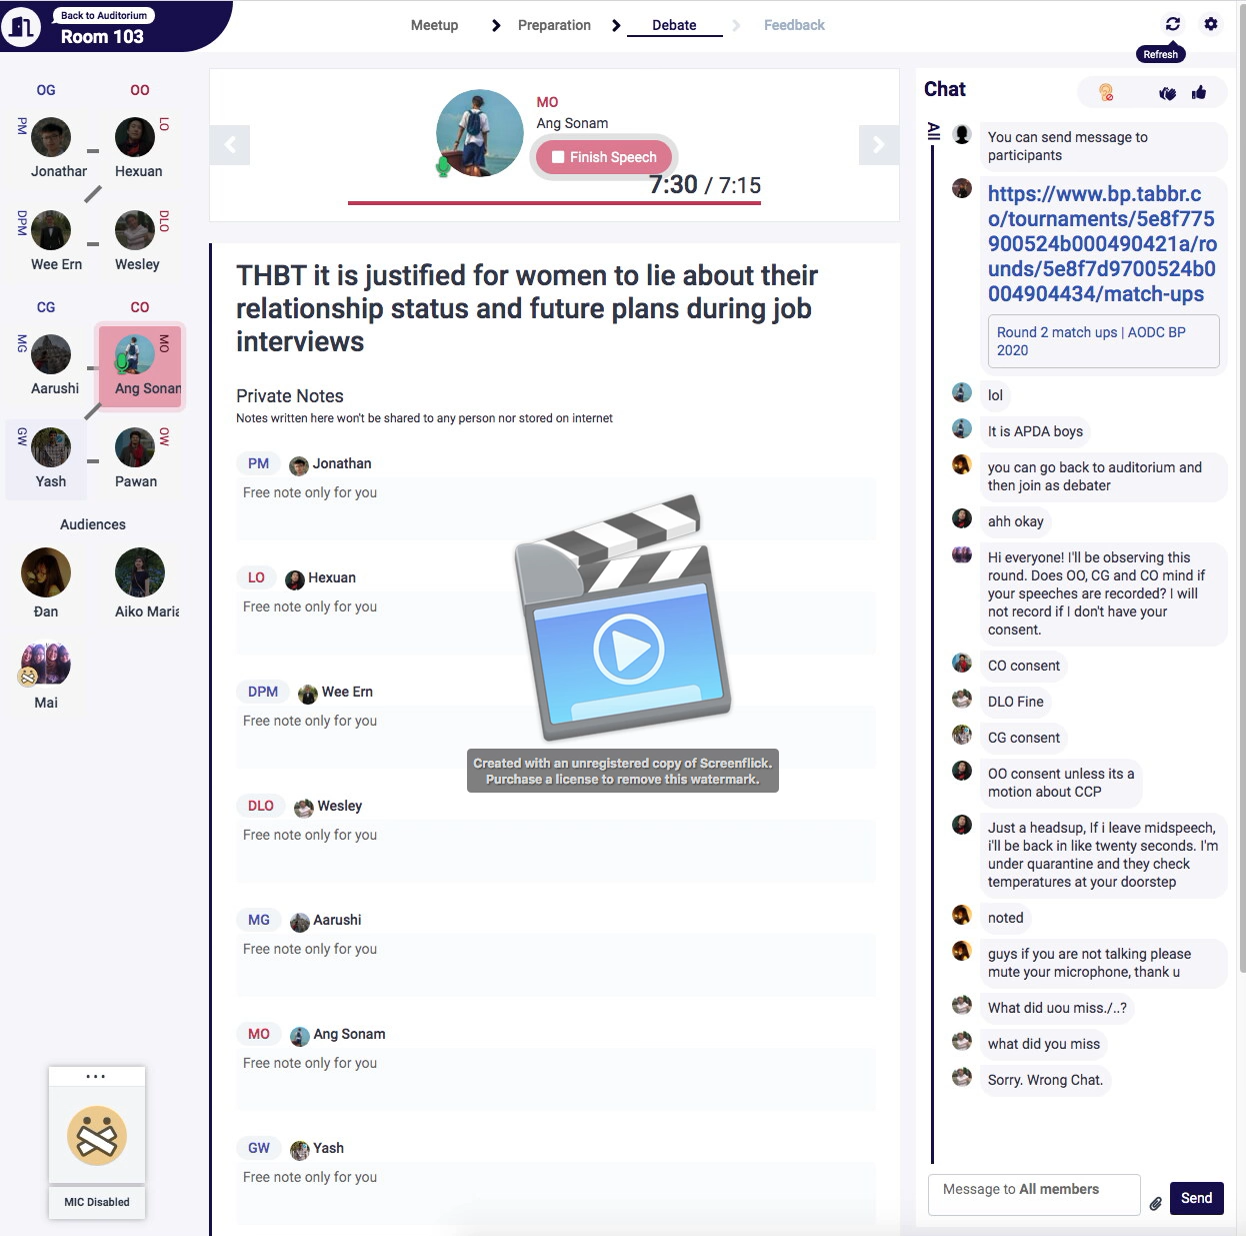 Back to Auditorium
Room 103
Meetup
Preparation
Debate
Feedback
Refresh
OG
OO
PM
Jonathar
LO
Hexuan
DPM
Wee Ern
DLO
Wesley
CG
CO
MG
Aarushi
MO
Ang Sonam
GW
Yash
OW
Pawan
Audiences
Đan
Aiko Maria
Mai
...
MIC Disabled
MO
Ang Sonam
Finish Speech
7:30 / 7:15
THBT it is justified for women to lie about their
relationship status and future plans during job
interviews
Private Notes
Notes written here won't be shared to any person nor stored on internet
PM Jonathan
Free note only for you
LO Hexuan
Free note only for you
DPM Wee Ern
Free note only for you
DLO Wesley
Free note only for you
MG Aarushi
Free note only for you
MO Ang Sonam
Free note only for you
GW Yash
Free note only for you
Created with an unregistered copy of Screenflick.
Purchase a license to remove this watermark.
Chat
All
You can send message to
participants
https://www.bp.tabbr.c
o/tournaments/5e8f775
900524b000490421a/ro
unds/5e8f7d9700524b0
004904434/match-ups
Round 2 match ups | AODC BP
2020
lol
It is APDA boys
you can go back to auditorium and
then join as debater
ahh okay
Hi everyone! I'll be observing this
round. Does OO, CG and CO mind if
your speeches are recorded? I will
not record if I don't have your
consent.
CO consent
DLO Fine
CG consent
OO consent unless its a
motion about CCP
Just a headsup, If i leave midspeech,
i'll be back in like twenty seconds. I'm
under quarantine and they check
temperatures at your doorstep
noted
guys if you are not talking please
mute your microphone, thank u
What did uou miss./..?
what did you miss
Sorry. Wrong Chat.
Message to All members
Send